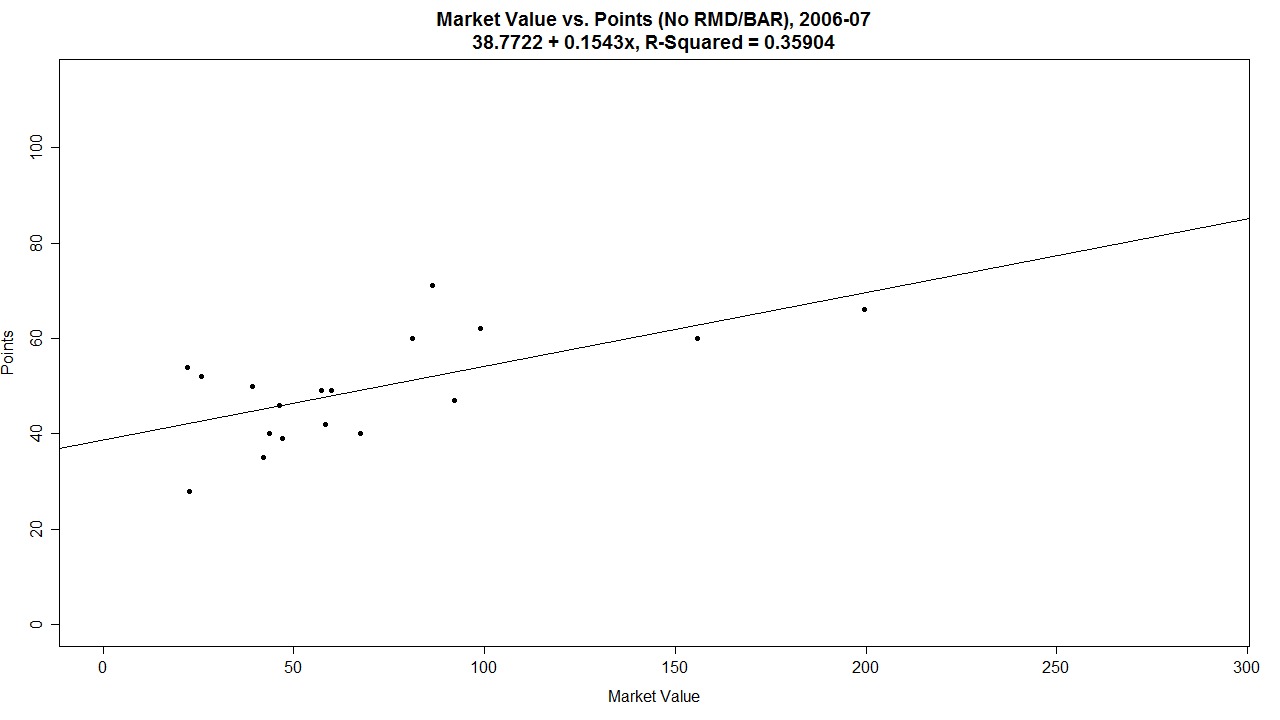 Market Value vs. Points (No RMD/BAR), 2006-07
38.7722 + 0.1543x, R-Squared = 0.35904
Points
100
80
60
40
20
0
0 50 100 150 200 250 300
Market Value